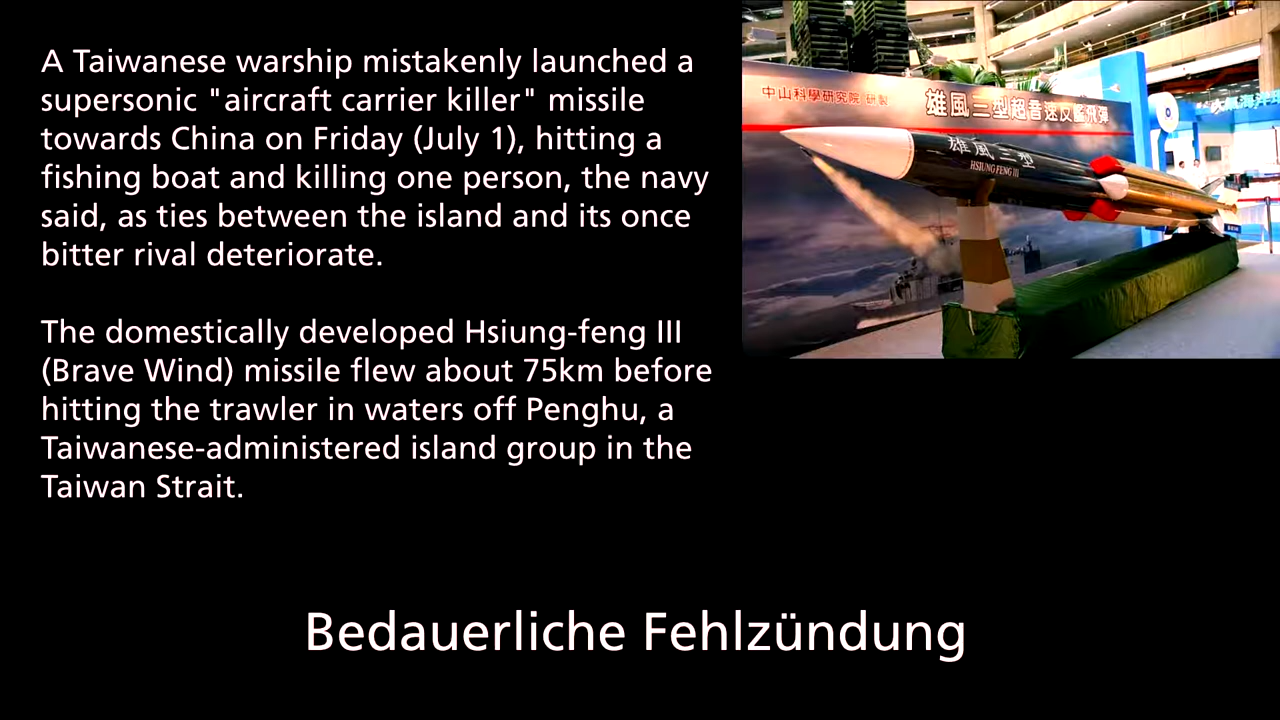 A Taiwanese warship mistakenly launched a
supersonic "aircraft carrier killer" missile
towards China on Friday (July 1), hitting a
fishing boat and killing one person, the navy
said, as ties between the island and its once
bitter rival deteriorate.
The domestically developed Hsiung-feng III
(Brave Wind) missile flew about 75km before
hitting the trawler in waters off Penghu, a
Taiwanese-administered island group in the
Taiwan Strait.
中山科學研究院 研製
雄風三型超音速反艦飛彈
雄風三型
HSIUNG FENG III
Bedauerliche Fehlzündung